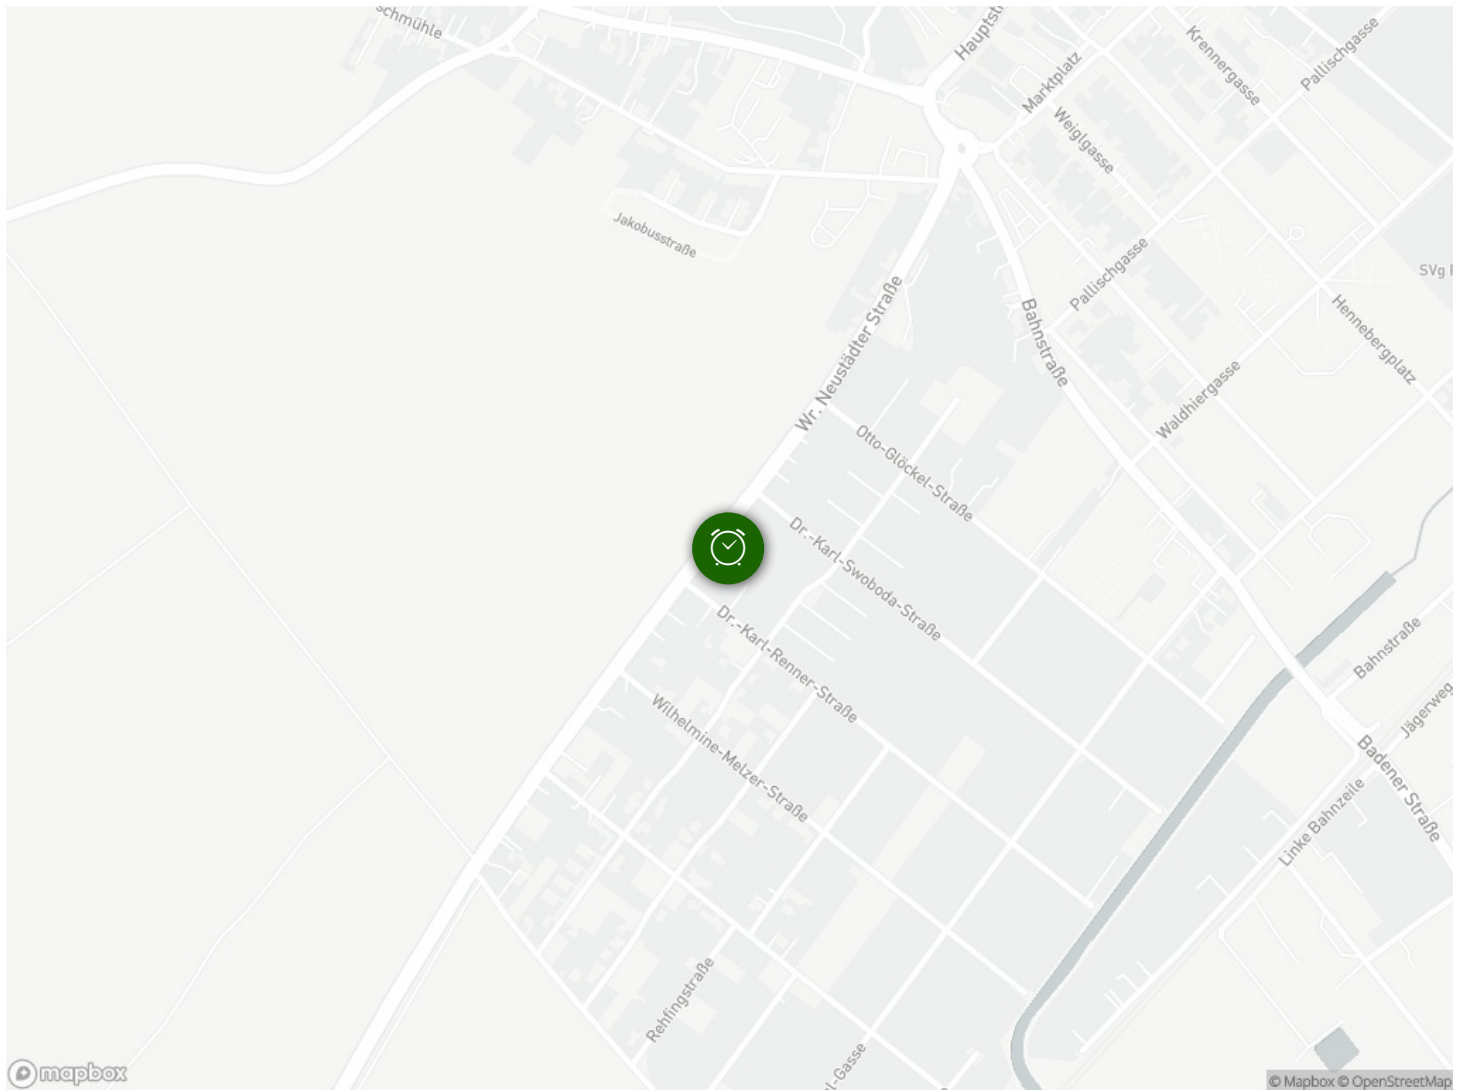 schmühle
Hauptst
Marktplatz
Krennergasse
Pallischgasse
Weiglgasse
Jakobusstraße
Pallischgasse
SVg
Wr. Neustädter Straße
Bahnstraße
Hennebergplatz
Waldhiergasse
Otto-Glöckel-Straße
Dr.-Karl-Swoboda-Straße
Dr.-Karl-Renner-Straße
Bahnstraße
Jägerweg
Wilhelmine-Melzer-Straße
Badener Straße
Linke Bahnzeile
Rehfingstraße
l-Gasse
mapbox
© Mapbox © OpenStreetMap